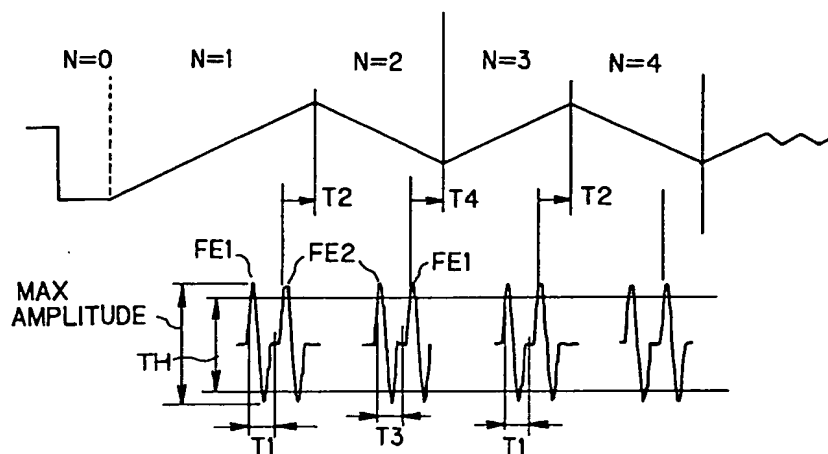 N=0 N=1 N=2 N=3 N=4
T2 T4 T2
FE1 FE2 FE1
MAX
AMPLITUDE
TH
T1 T3 T1